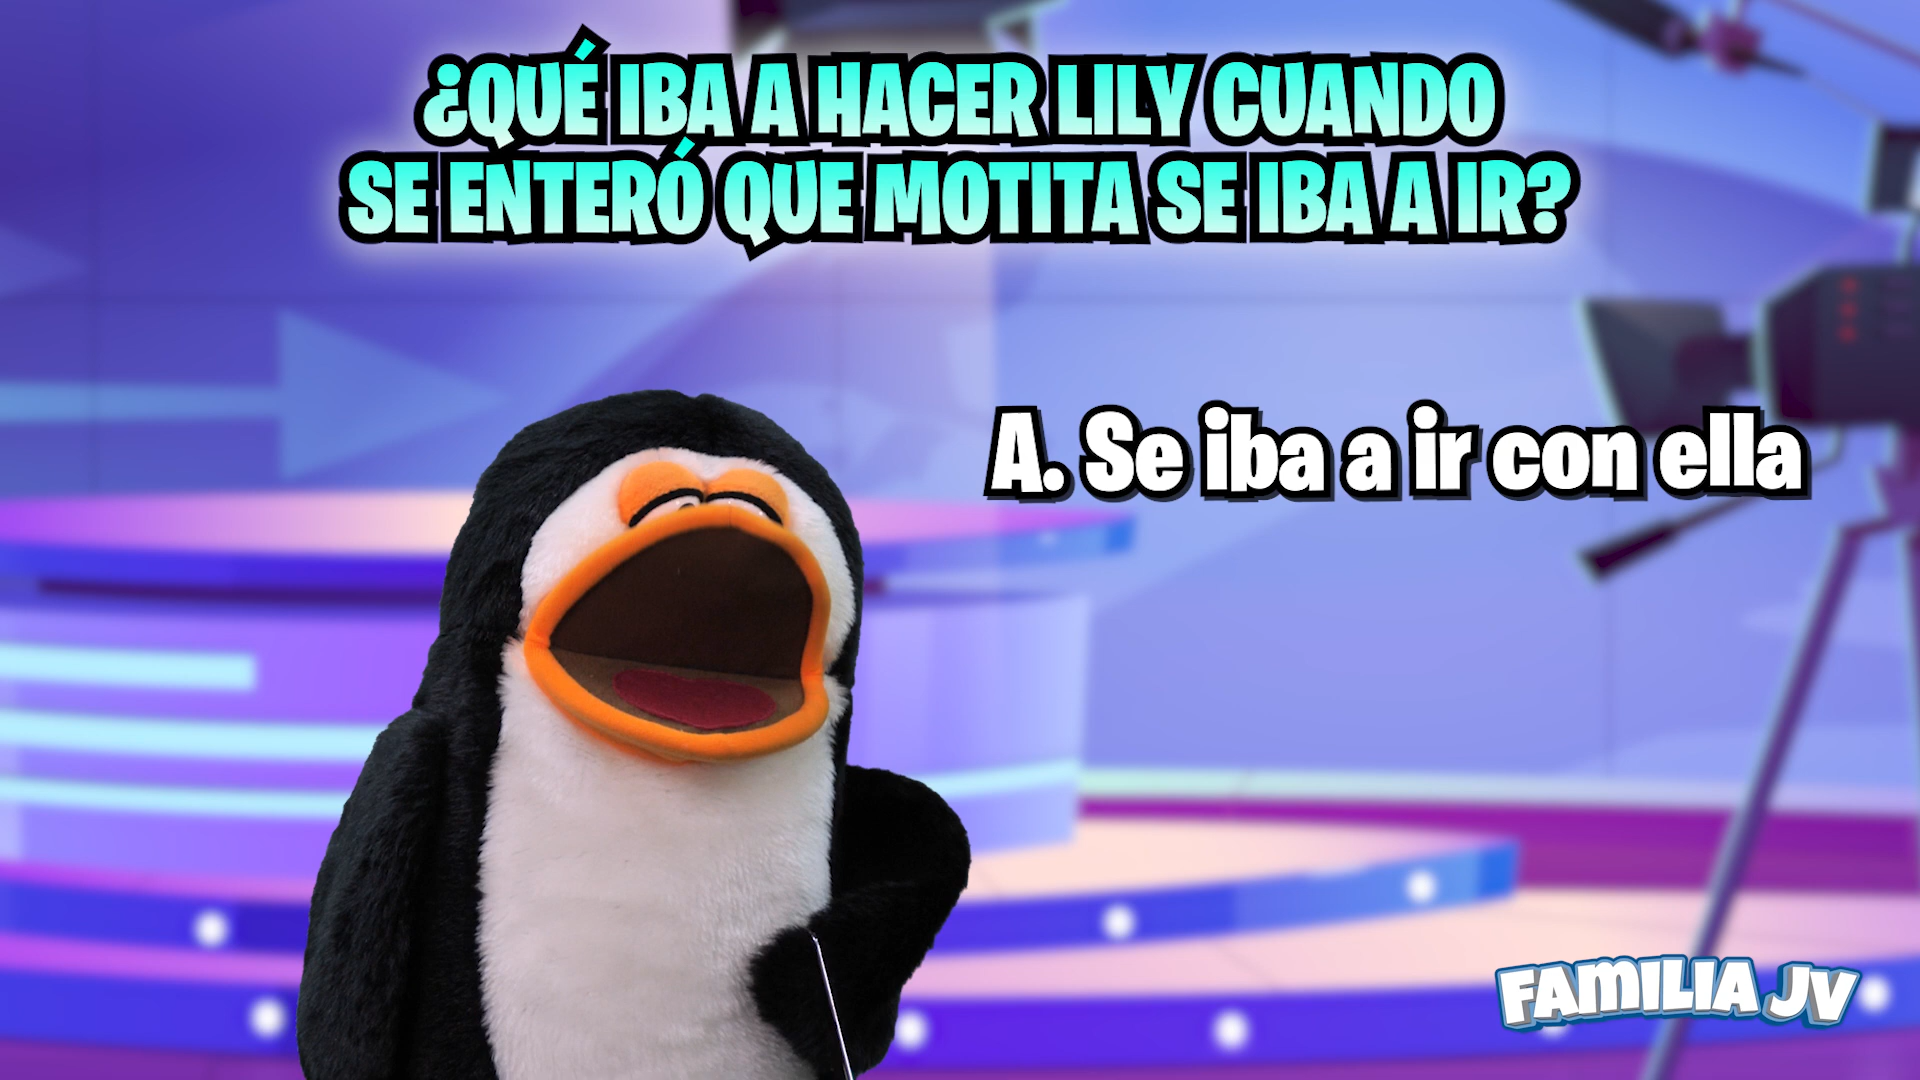 ¿QUÉ IBA A HACER LILY CUANDO
SE ENTERÓ QUE MOTITA SE IBA A IR?
A. Se iba a ir con ella
FAMILIA JV